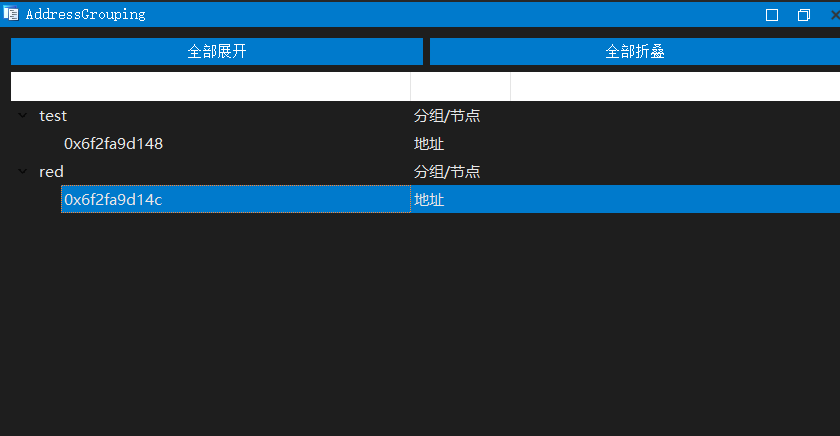 AddressGrouping
全部展开 全部折叠
test 分组/节点
0x6f2fa9d148 地址
red 分组/节点
0x6f2fa9d14c 地址